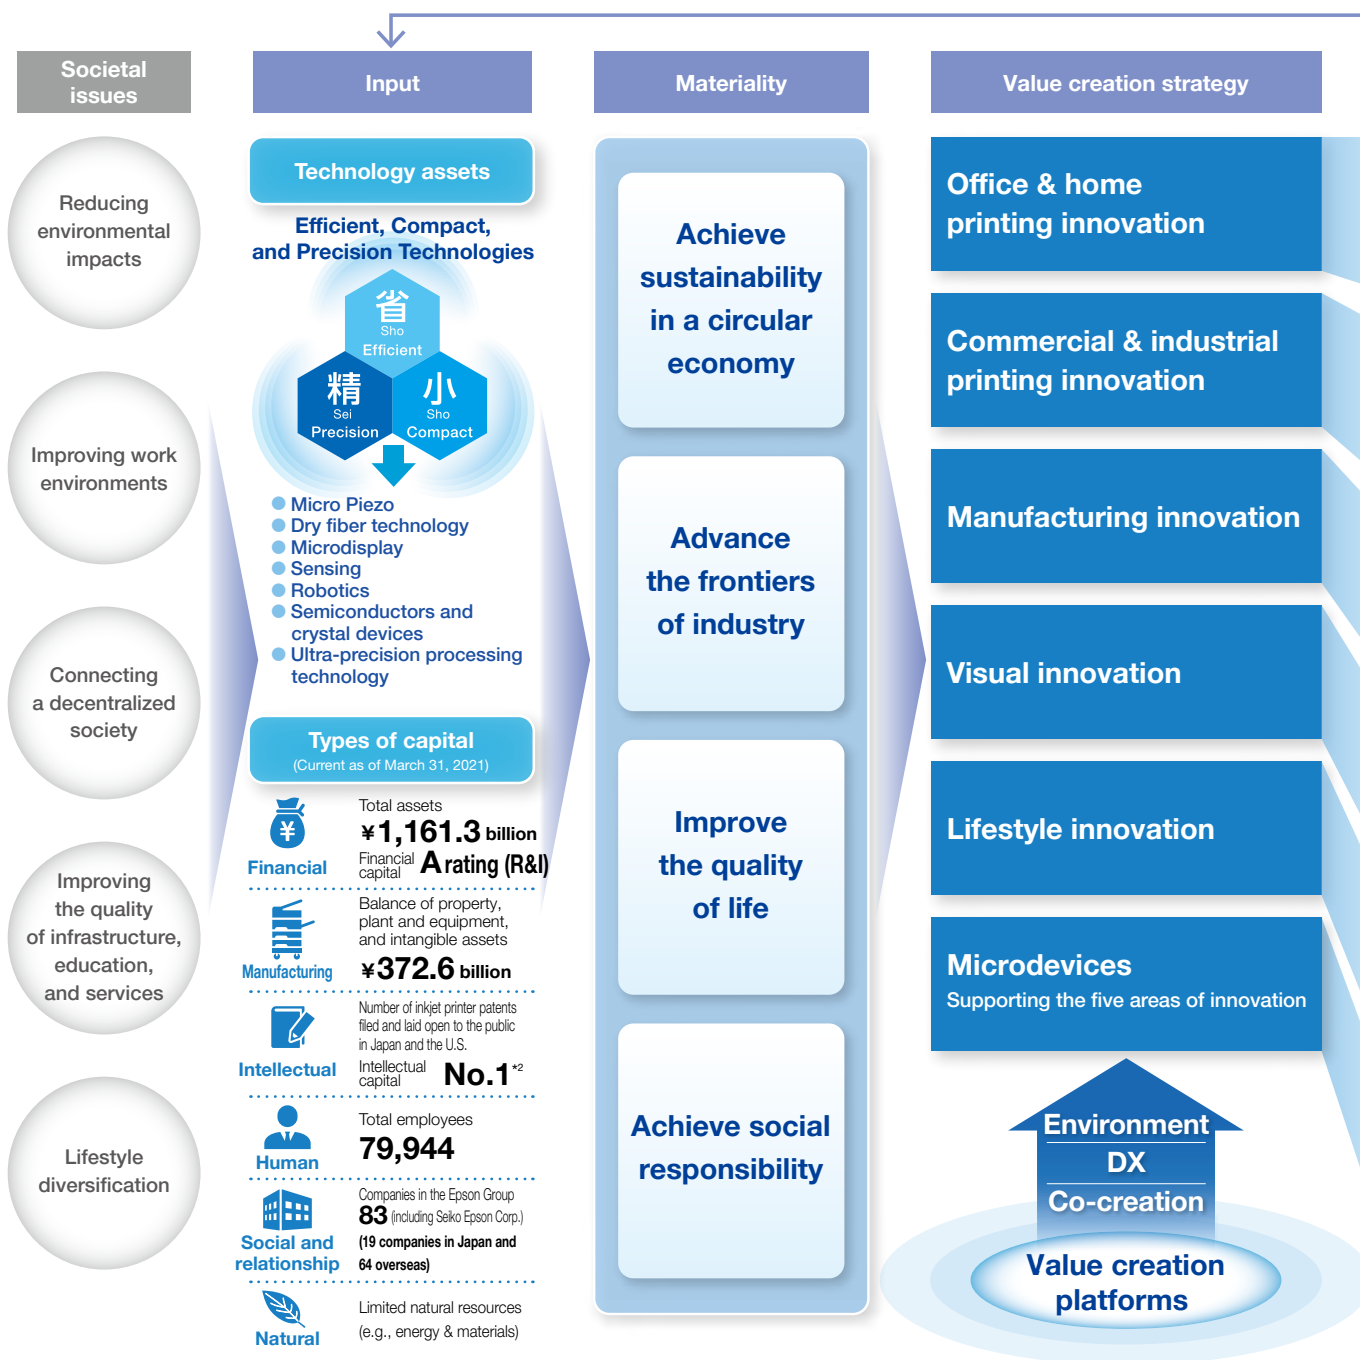 Societal
issues
Reducing
environmental
impacts
Improving work
environments
Connecting
a decentralized
society
Improving
the quality
of infrastructure,
education,
and services
Lifestyle
diversification
Input
Technology assets
Efficient, Compact,
and Precision Technologies
省
Sho
Efficient
精
Sei
Precision
小
Sho
Compact
Micro Piezo
Dry fiber technology
Microdisplay
Sensing
Robotics
Semiconductors and
crystal devices
Ultra-precision processing
technology
Types of capital
(Current as of March 31, 2021)
¥
Financial
Total assets
¥1,161.3 billion
Financial
capital A rating (R&I)
Manufacturing
Balance of property,
plant and equipment,
and intangible assets
¥372.6 billion
Intellectual
Number of inkjet printer patents
filed and laid open to the public
in Japan and the U.S.
Intellectual
capital No.1*2
Human
Total employees
79,944
Social and
relationship
Companies in the Epson Group
83 (including Seiko Epson Corp.)
(19 companies in Japan and
64 overseas)
Natural
Limited natural resources
(e.g., energy & materials)
Materiality
Achieve
sustainability
in a circular
economy
Advance
the frontiers
of industry
Improve
the quality
of life
Achieve social
responsibility
Value creation strategy
Office & home
printing innovation
Commercial & industrial
printing innovation
Manufacturing innovation
Visual innovation
Lifestyle innovation
Microdevices
Supporting the five areas of innovation
Environment
DX
Co-creation
Value creation
platforms